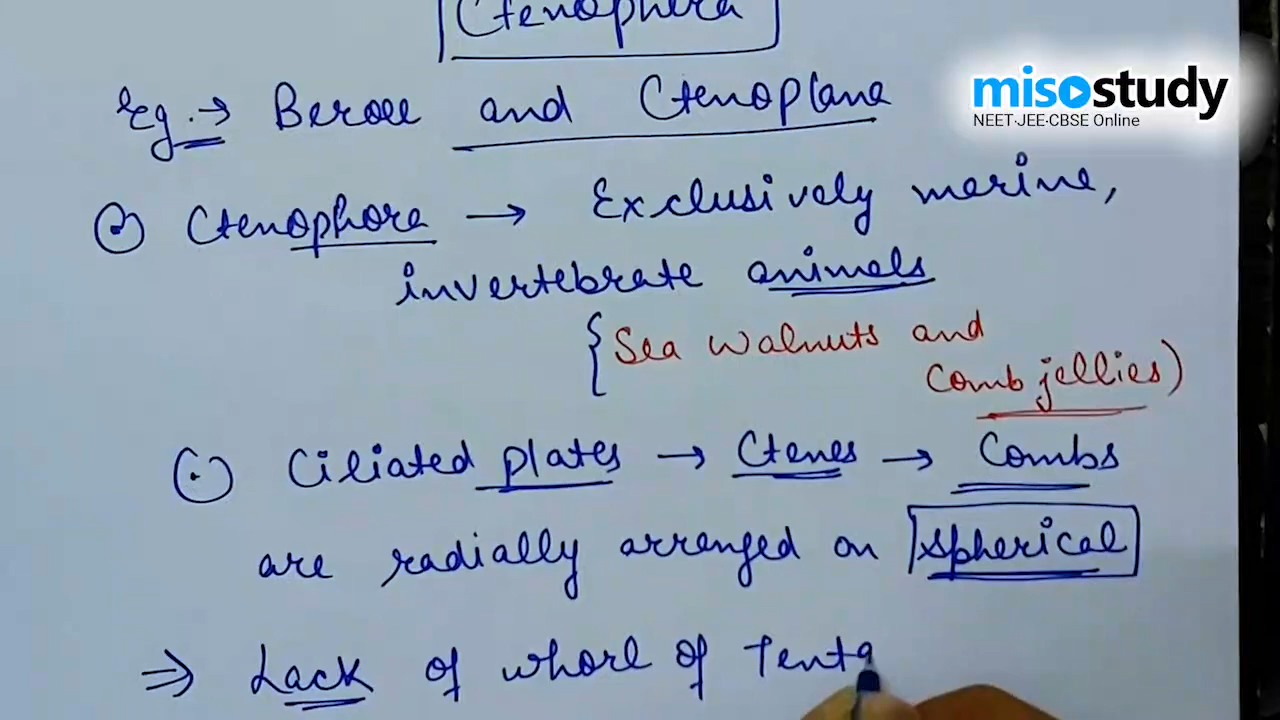 Ctenophora
misostudy
NEET-JEE-CBSE Online
Eg. → Beroe and Ctenoplana
Ctenophora → Exclusively marine,
invertebrate animals
{Sea walnuts and
Comb jellies)
Ciliated plates → Ctenes → Combs
are radially arranged on spherical
⇒ Lack of whorl of Tenta